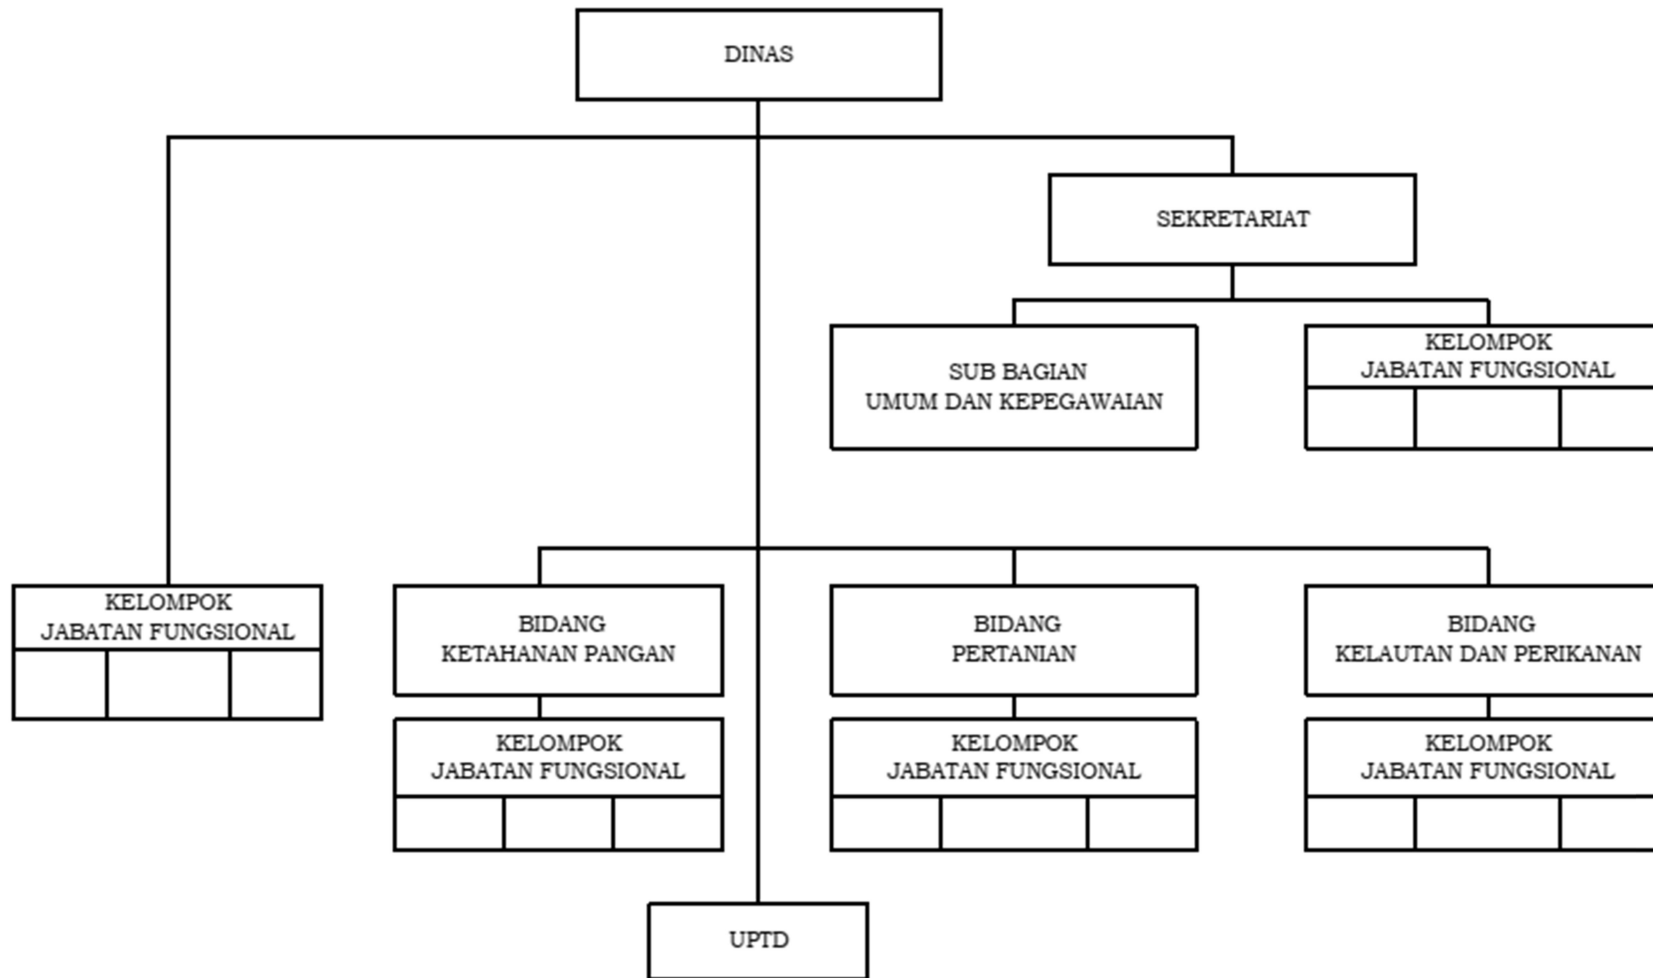 DINAS
SEKRETARIAT
SUB BAGIAN
UMUM DAN KEPEGAWAIAN
KELOMPOK
JABATAN FUNGSIONAL
KELOMPOK
JABATAN FUNGSIONAL
BIDANG
KETAHANAN PANGAN
BIDANG
PERTANIAN
BIDANG
KELAUTAN DAN PERIKANAN
KELOMPOK
JABATAN FUNGSIONAL
KELOMPOK
JABATAN FUNGSIONAL
KELOMPOK
JABATAN FUNGSIONAL
UPTD